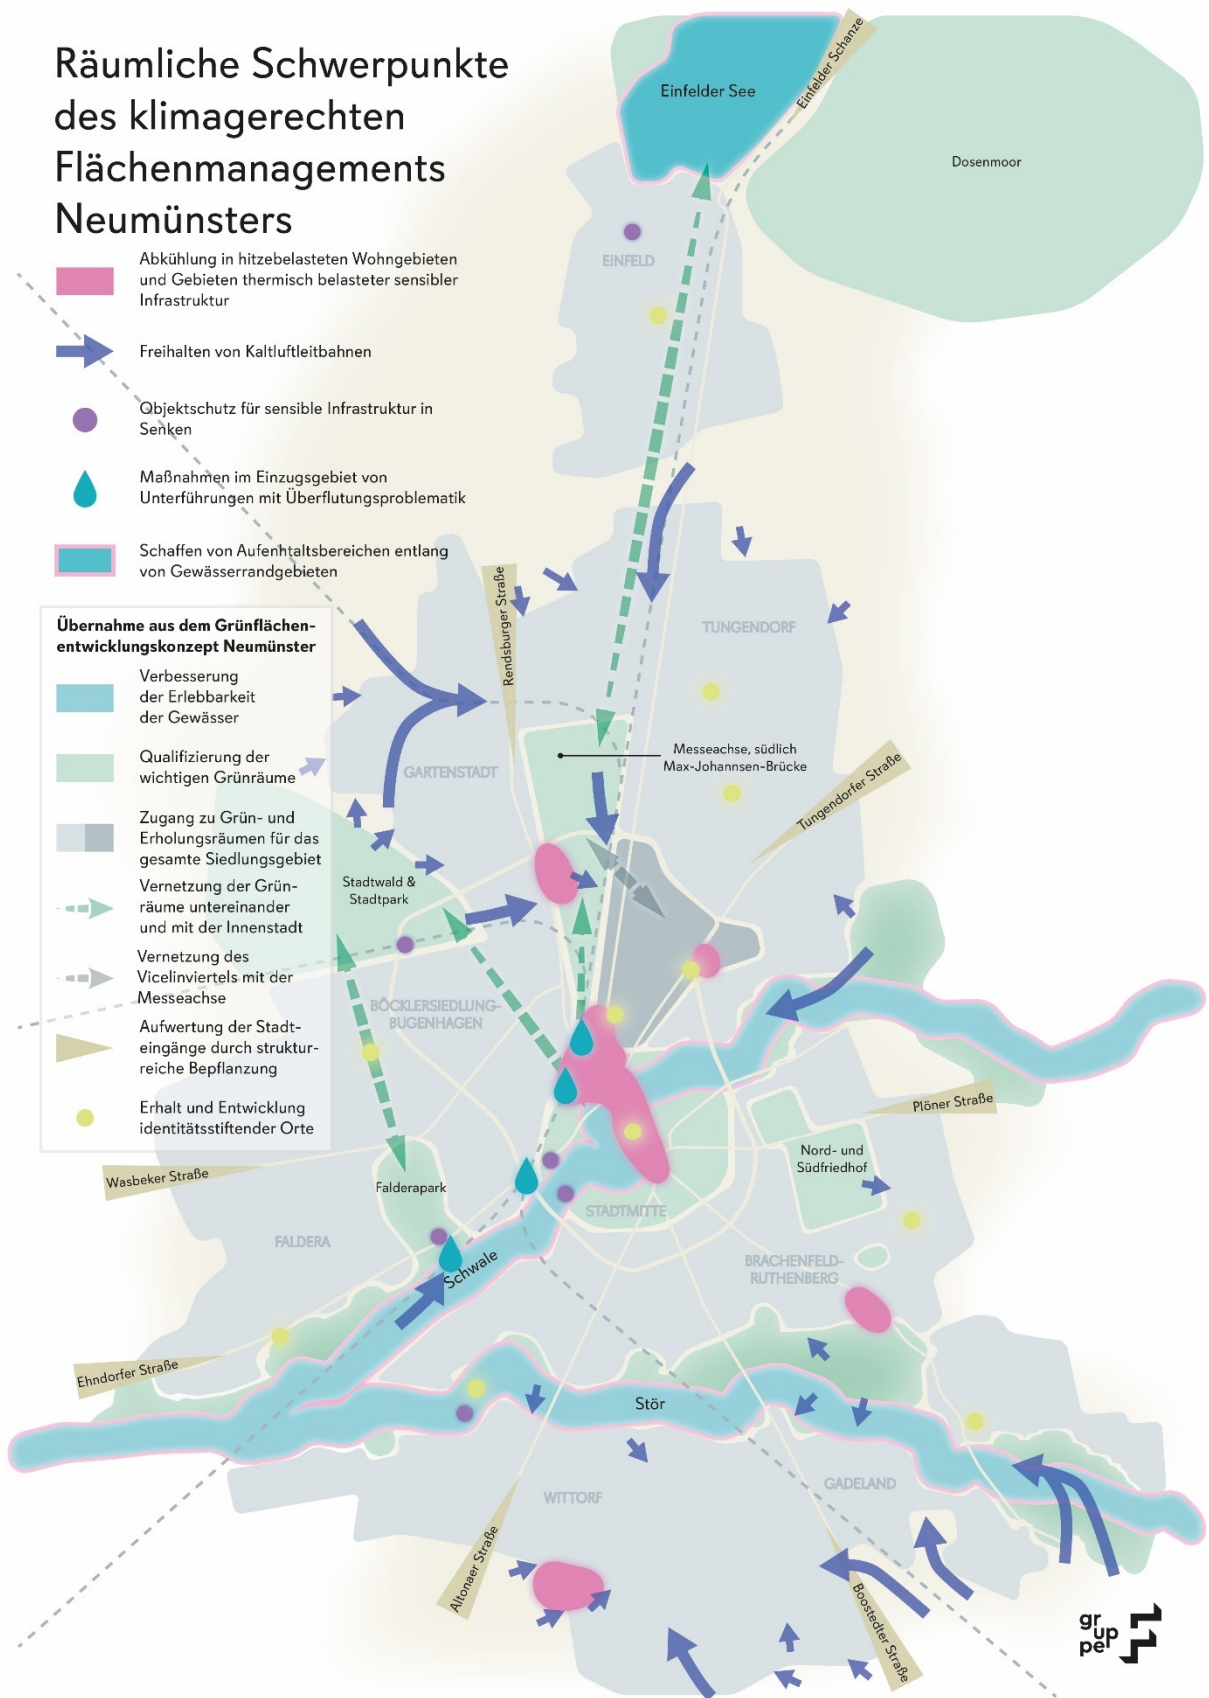 Räumliche Schwerpunkte
des klimagerechten
Flächenmanagements
Neumünsters
Abkühlung in hitzebelasteten Wohngebieten
und Gebieten thermisch belasteter sensibler
Infrastruktur
Freihalten von Kaltluftleitbahnen
Objektschutz für sensible Infrastruktur in
Senken
Maßnahmen im Einzugsgebiet von
Unterführungen mit Überflutungsproblematik
Schaffen von Aufenhtaltsbereichen entlang
von Gewässerrandgebieten
Übernahme aus dem Grünflächen-
entwicklungskonzept Neumünster
Verbesserung
der Erlebbarkeit
der Gewässer
Qualifizierung der
wichtigen Grünräume
Zugang zu Grün- und
Erholungsräumen für das
gesamte Siedlungsgebiet
Vernetzung der Grün-
räume untereinander
und mit der Innenstadt
Vernetzung des
Vicelinviertels mit der
Messeachse
Aufwertung der Stadt-
eingänge durch struktur-
reiche Bepflanzung
Erhalt und Entwicklung
identitätsstiftender Orte
Einfelder See
Einfelder Schanze
Dosenmoor
EINFELD
Rendsburger Straße
TUNGENDORF
Messeachse, südlich
Max-Johannsen-Brücke
GARTENSTADT
Tungendorfer Straße
Stadtwald &
Stadtpark
BÖCKLERSIEDLUNG-
BUGENHAGEN
Plöner Straße
Nord- und
Südfriedhof
Wasbeker Straße
Falderapark
STADTMITTE
FALDERA
Schwale
BRACHENFELD-
RUTHENBERG
Ehndorfer Straße
Stör
WITTORF
GADELAND
Altonaer Straße
Boostedter Straße
gr
up
pe